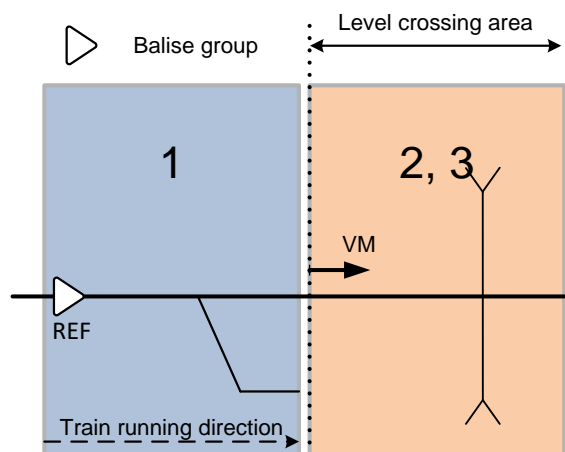 Level crossing area
Balise group
1
2, 3
VM
REF
Train running direction